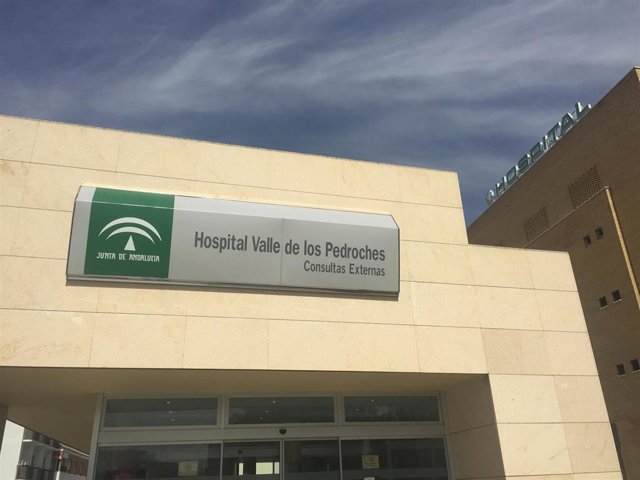 HOSPITAL
JUNTA DE ANDALUCIA
Hospital Valle de los Pedroches
Consultas Externas